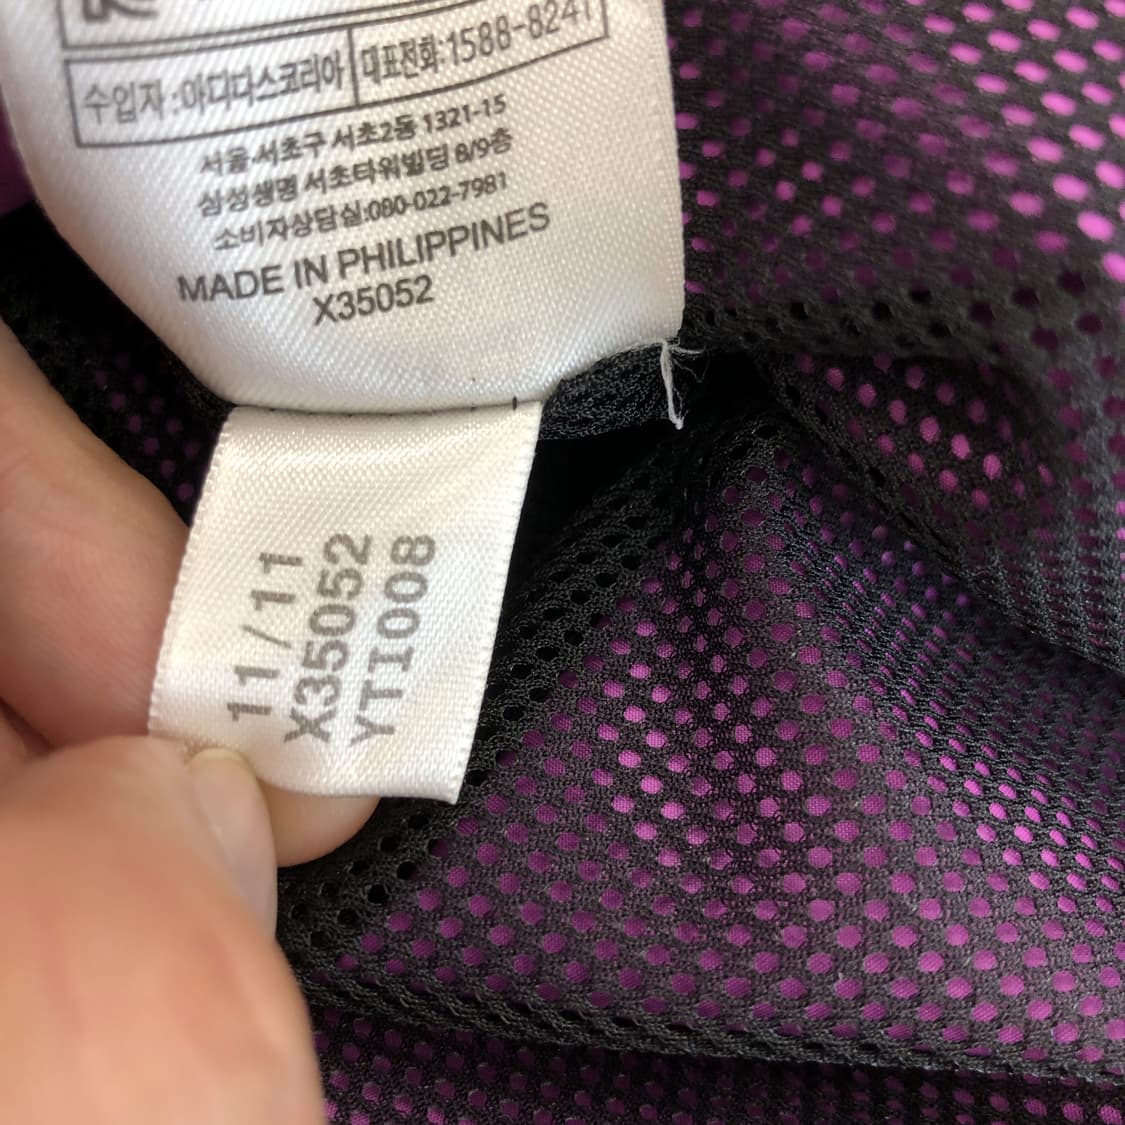 수입자:아디다스코리아 대표전화:1588-8241
서울 서초구 서초2동 1321-15
삼성생명 서초타워빌딩 8/9층
소비자상담실:080-022-7981
MADE IN PHILIPPINES
X35052
11/11
X35052
YTI008